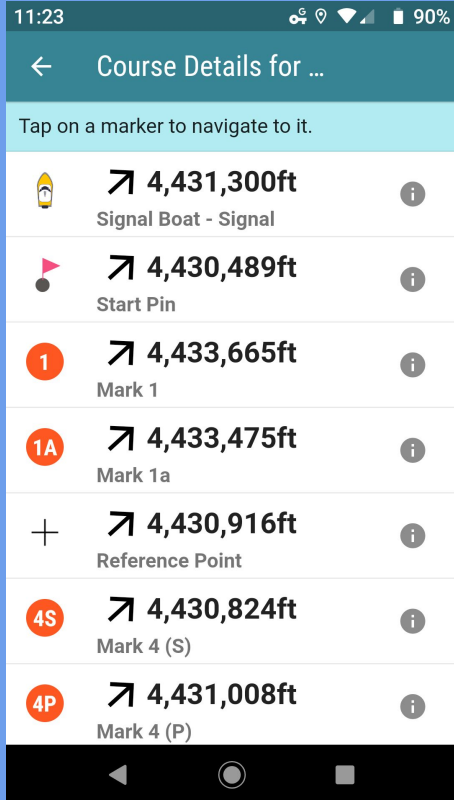 11:23
90%
Course Details for ...
Tap on a marker to navigate to it.
4,431,300ft
Signal Boat - Signal
4,430,489ft
Start Pin
1
4,433,665ft
Mark 1
1A
4,433,475ft
Mark 1a
4,430,916ft
Reference Point
4S
4,430,824ft
Mark 4 (S)
4P
4,431,008ft
Mark 4 (P)